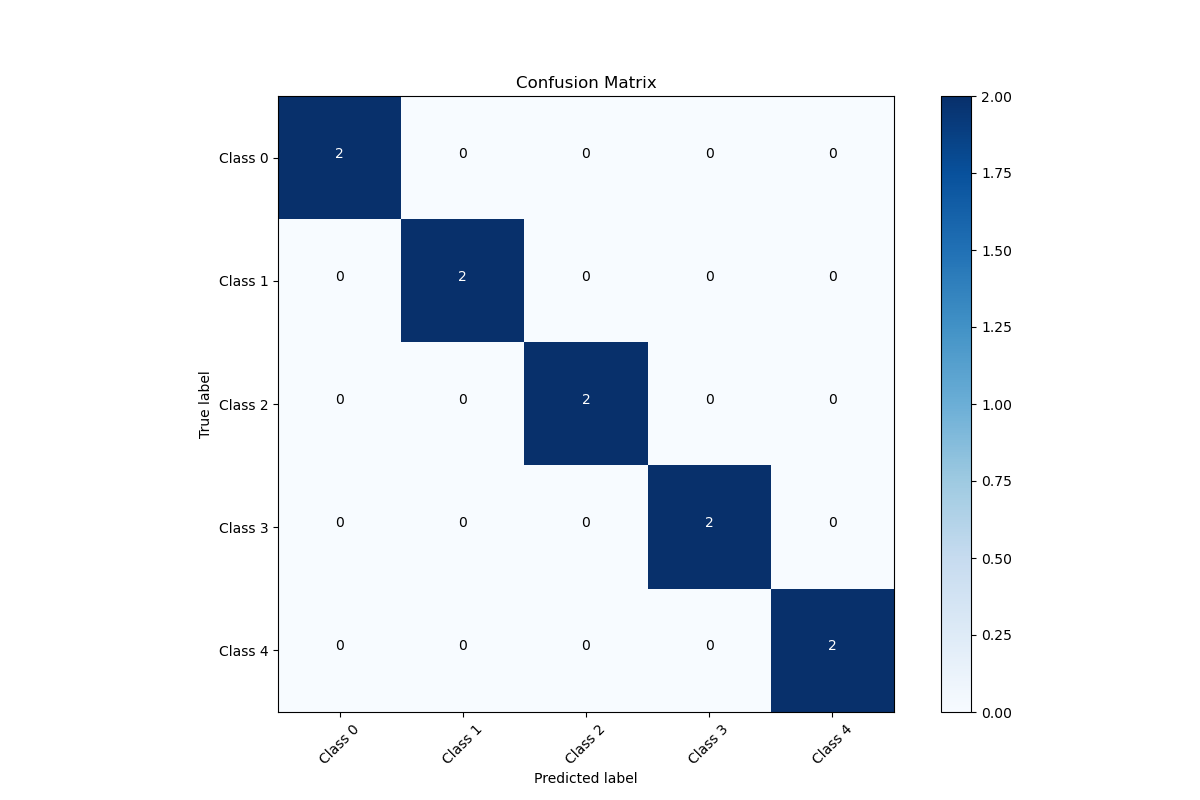 Confusion Matrix
Class 0 2 0 0 0 0
Class 1 0 2 0 0 0
Class 2 0 0 2 0 0
Class 3 0 0 0 2 0
Class 4 0 0 0 0 2
True label
Class 0 Class 1 Class 2 Class 3 Class 4
Predicted label
2.00
1.75
1.50
1.25
1.00
0.75
0.50
0.25
0.00